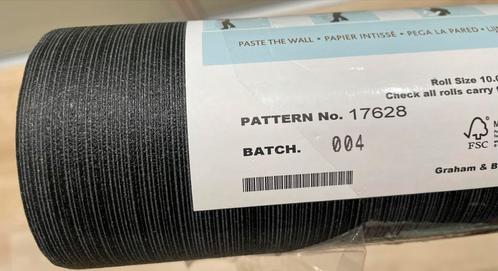 PASTE THE WALL • PAPIER INTISSÉ • PEGA LA PARED •
Roll Size 10.
Check all rolls carry
PATTERN No. 17628
BATCH. 004
FSC
Graham & B